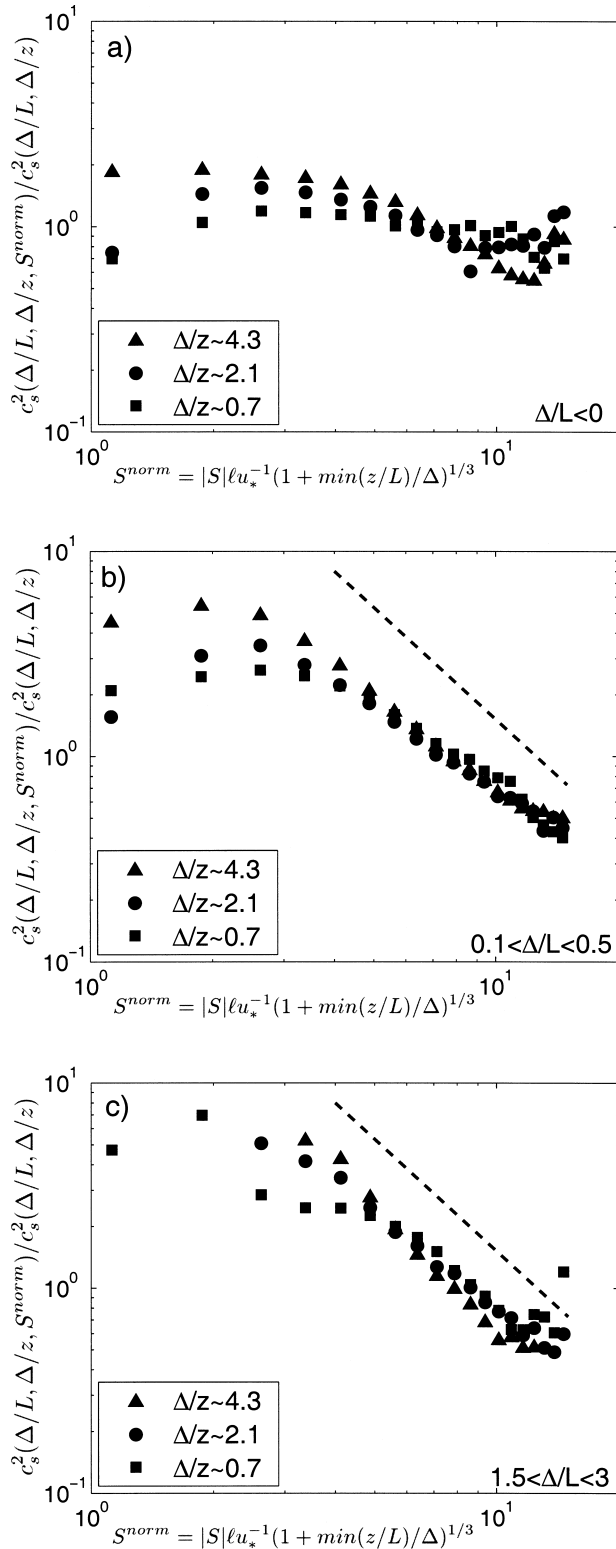 10^1
a)
c_s^2(Δ/L, Δ/z, S^{norm})/c_s^2(Δ/L, Δ/z)
10^0
▲ Δ/z~4.3
● Δ/z~2.1
■ Δ/z~0.7
Δ/L<0
10^{-1}
10^0
10^1
S^{norm} = |S|ℓu_*^{-1}(1 + min(z/L)/Δ)^{1/3}
10^1
b)
c_s^2(Δ/L, Δ/z, S^{norm})/c_s^2(Δ/L, Δ/z)
10^0
▲ Δ/z~4.3
● Δ/z~2.1
■ Δ/z~0.7
0.1<Δ/L<0.5
10^{-1}
10^0
10^1
S^{norm} = |S|ℓu_*^{-1}(1 + min(z/L)/Δ)^{1/3}
10^1
c)
c_s^2(Δ/L, Δ/z, S^{norm})/c_s^2(Δ/L, Δ/z)
10^0
▲ Δ/z~4.3
● Δ/z~2.1
■ Δ/z~0.7
1.5<Δ/L<3
10^{-1}
10^0
10^1
S^{norm} = |S|ℓu_*^{-1}(1 + min(z/L)/Δ)^{1/3}